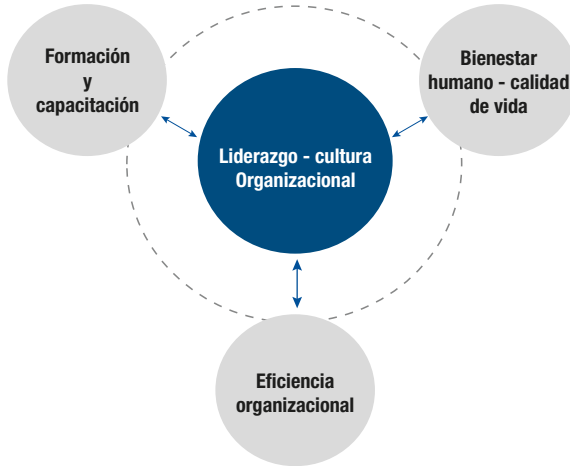 Formación
y
capacitación
Bienestar
humano - calidad
de vida
Liderazgo - cultura
Organizacional
Eficiencia
organizacional